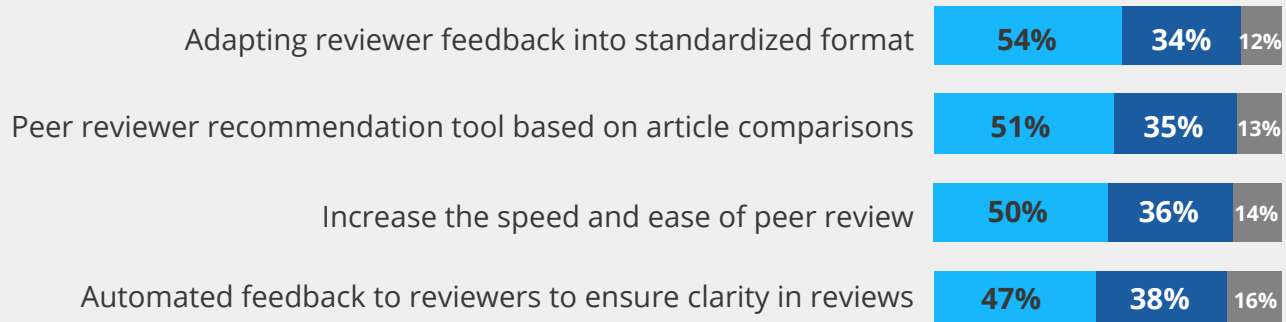 Adapting reviewer feedback into standardized format 54% 34% 12%
Peer reviewer recommendation tool based on article comparisons 51% 35% 13%
Increase the speed and ease of peer review 50% 36% 14%
Automated feedback to reviewers to ensure clarity in reviews 47% 38% 16%